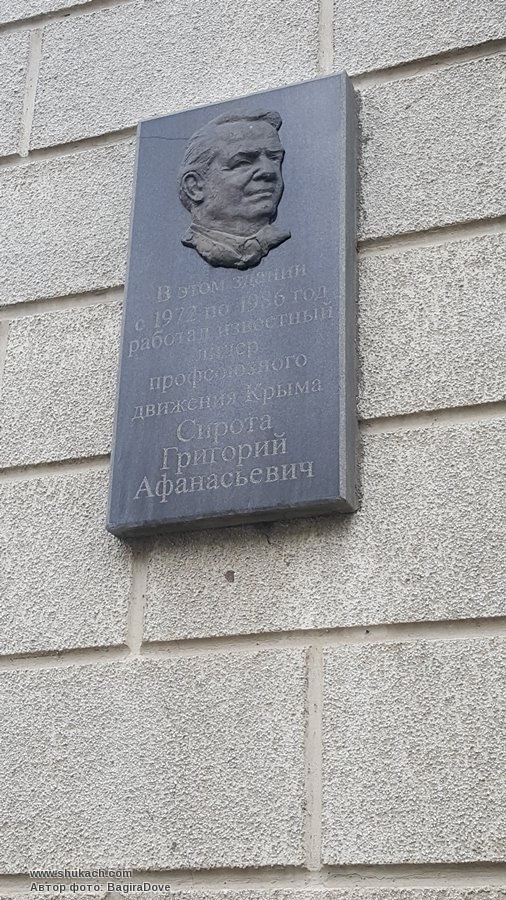 В этом здании
с 1972 по 1986 год
работал известный
лидер
профсоюзного
движения Крыма
Сирота
Григорий
Афанасьевич
www.shukach.com
Автор фото: BagiraDove